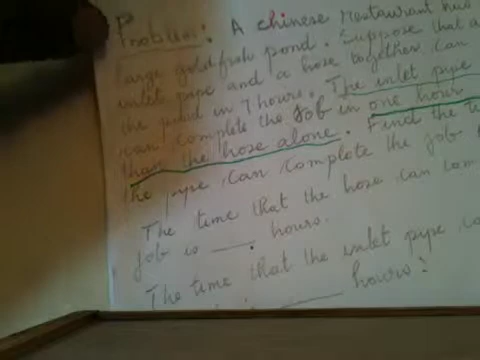 Problem: A chinese restaurant has
large goldfish pond. Suppose that a
inlet pipe and a hose together can
the pond in 7 hours. The inlet pipe
can complete the job in one hour
than the hose alone. Find the
the pipe can complete the job
The time that the hose can
job is ____ hours.
The time that the inlet pipe
____ hours?